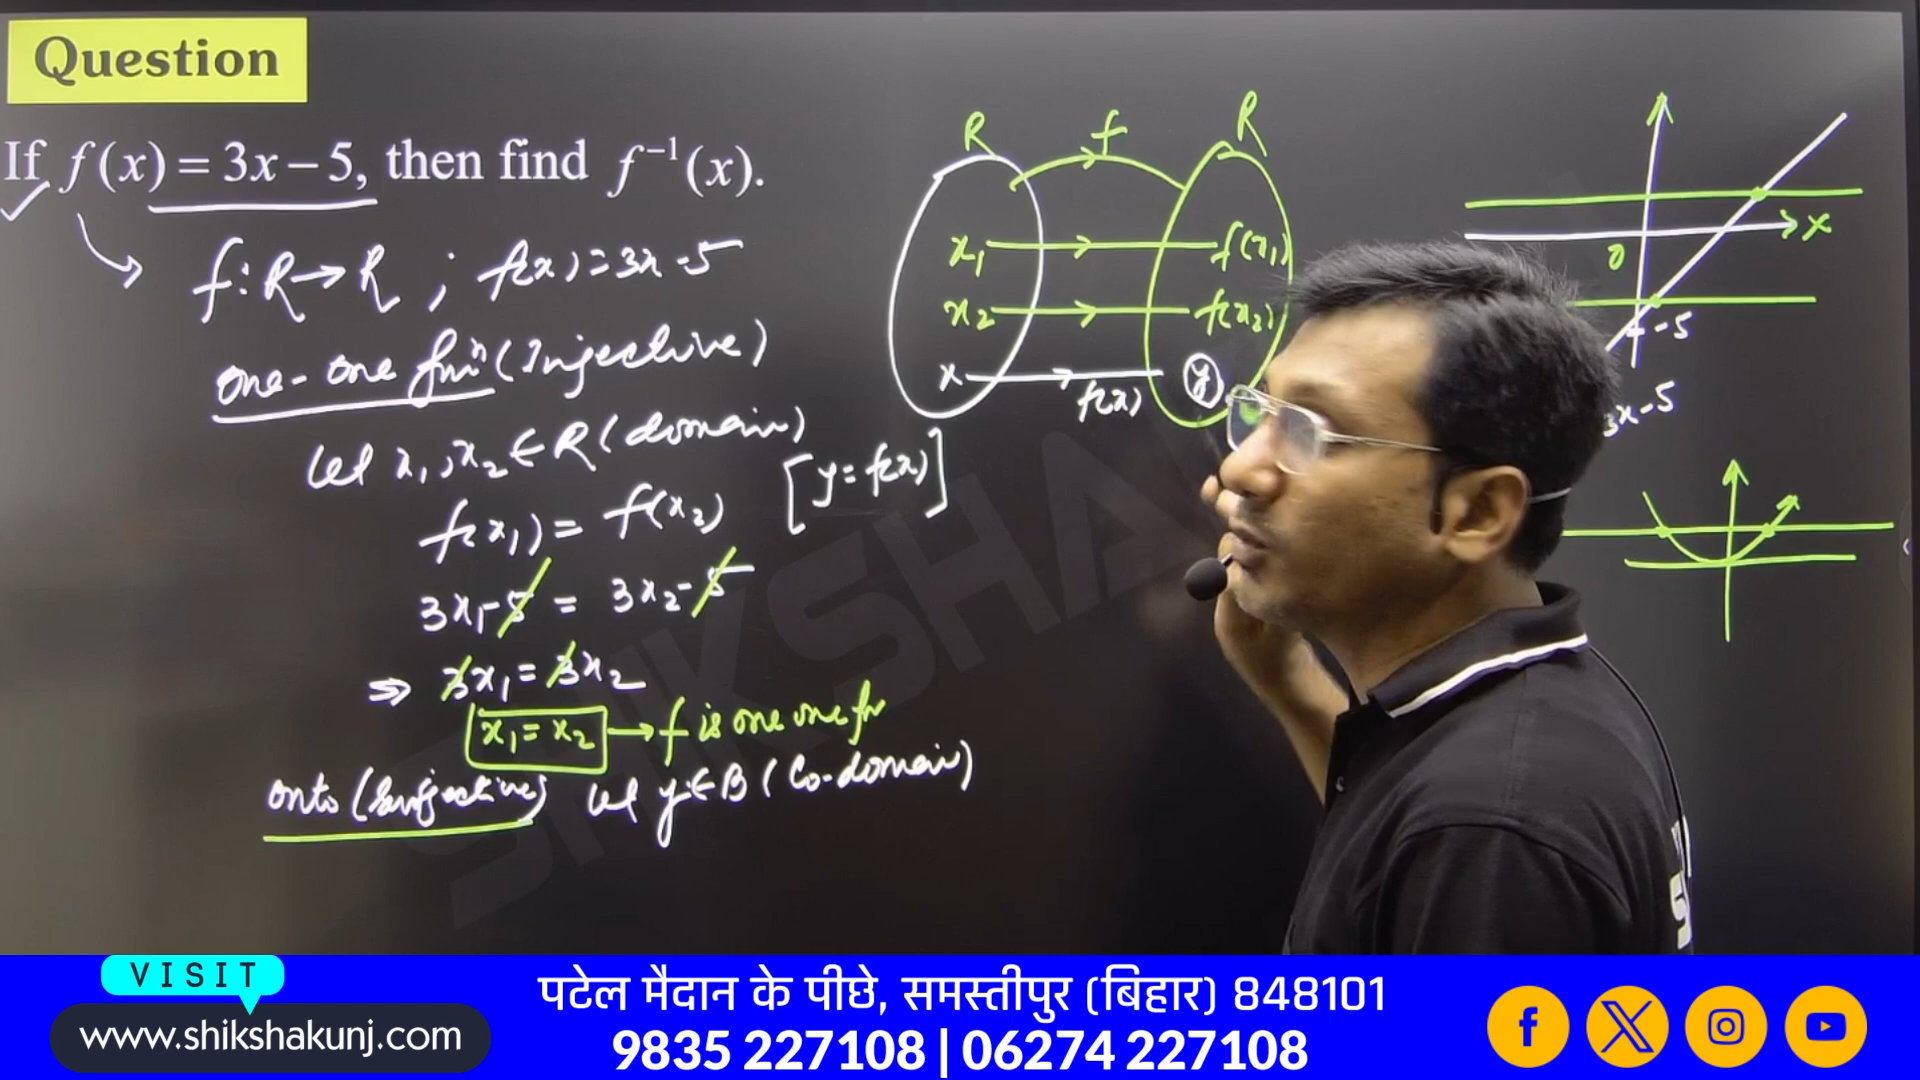 Question
If f(x) = 3x − 5, then find f⁻¹(x).
f: R → R ; f(x) = 3x - 5
one-one fuⁿ (Injective)
Let x₁, x₂ ∈ R (domain)
f(x₁) = f(x₂) [y = f(x)]
3x₁ - 5 = 3x₂ - 5
⇒ 3x₁ = 3x₂
x₁ = x₂ → f is one one fⁿ
onto (Surjective) Let y ∈ B (Co-domain)
R f R
x₁ f(x₁)
x₂ f(x₂)
x f(x) y
x
0
-5
3x-5
SHIKSHA
VISIT
www.shikshakunj.com
पटेल मैदान के पीछे, समस्तीपुर (बिहार) 848101
9835 227108 | 06274 227108